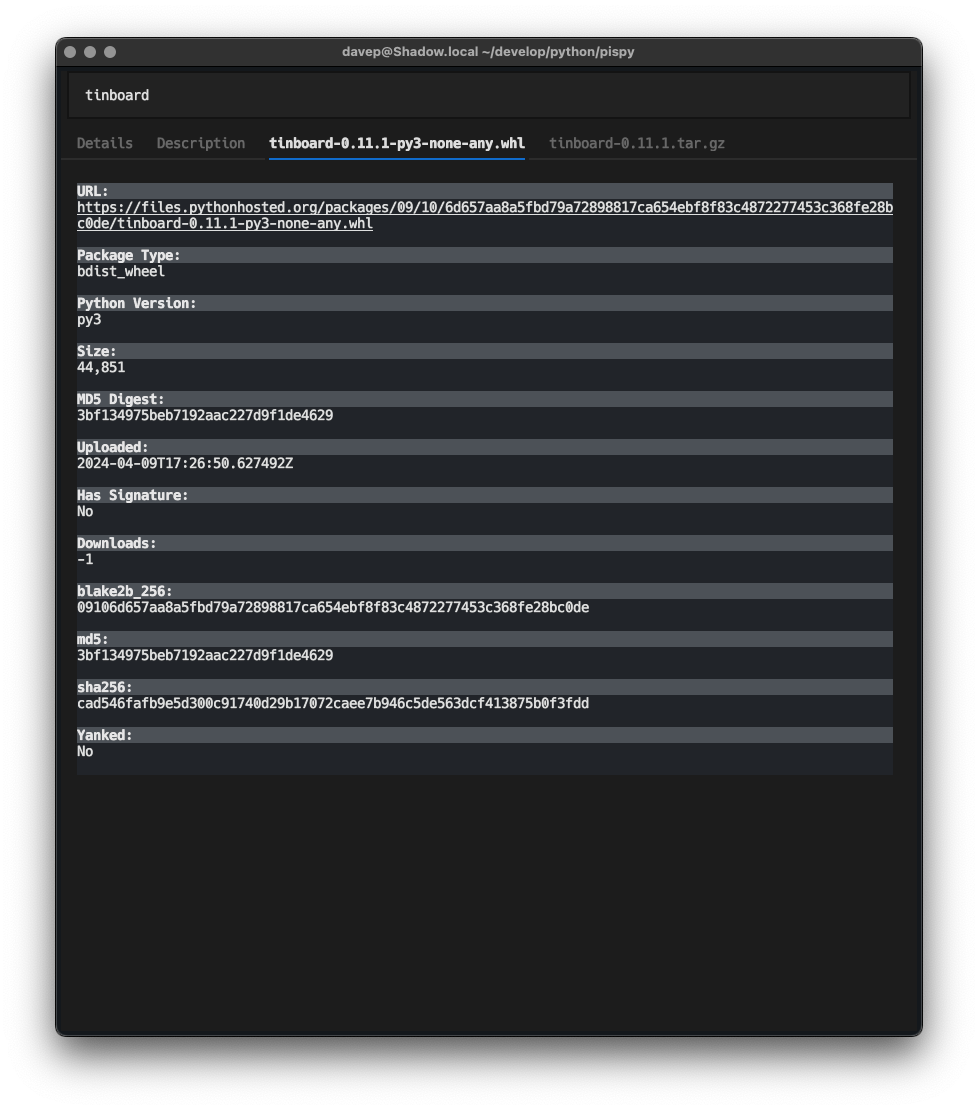 davep@Shadow.local ~/develop/python/pispy
tinboard
Details Description tinboard-0.11.1-py3-none-any.whl tinboard-0.11.1.tar.gz
URL:
https://files.pythonhosted.org/packages/09/10/6d657aa8a5fbd79a72898817ca654ebf8f83c4872277453c368fe28b
c0de/tinboard-0.11.1-py3-none-any.whl
Package Type:
bdist_wheel
Python Version:
py3
Size:
44,851
MD5 Digest:
3bf134975beb7192aac227d9f1de4629
Uploaded:
2024-04-09T17:26:50.627492Z
Has Signature:
No
Downloads:
-1
blake2b_256:
09106d657aa8a5fbd79a72898817ca654ebf8f83c4872277453c368fe28bc0de
md5:
3bf134975beb7192aac227d9f1de4629
sha256:
cad546fafb9e5d300c91740d29b17072caee7b946c5de563dcf413875b0f3fdd
Yanked:
No